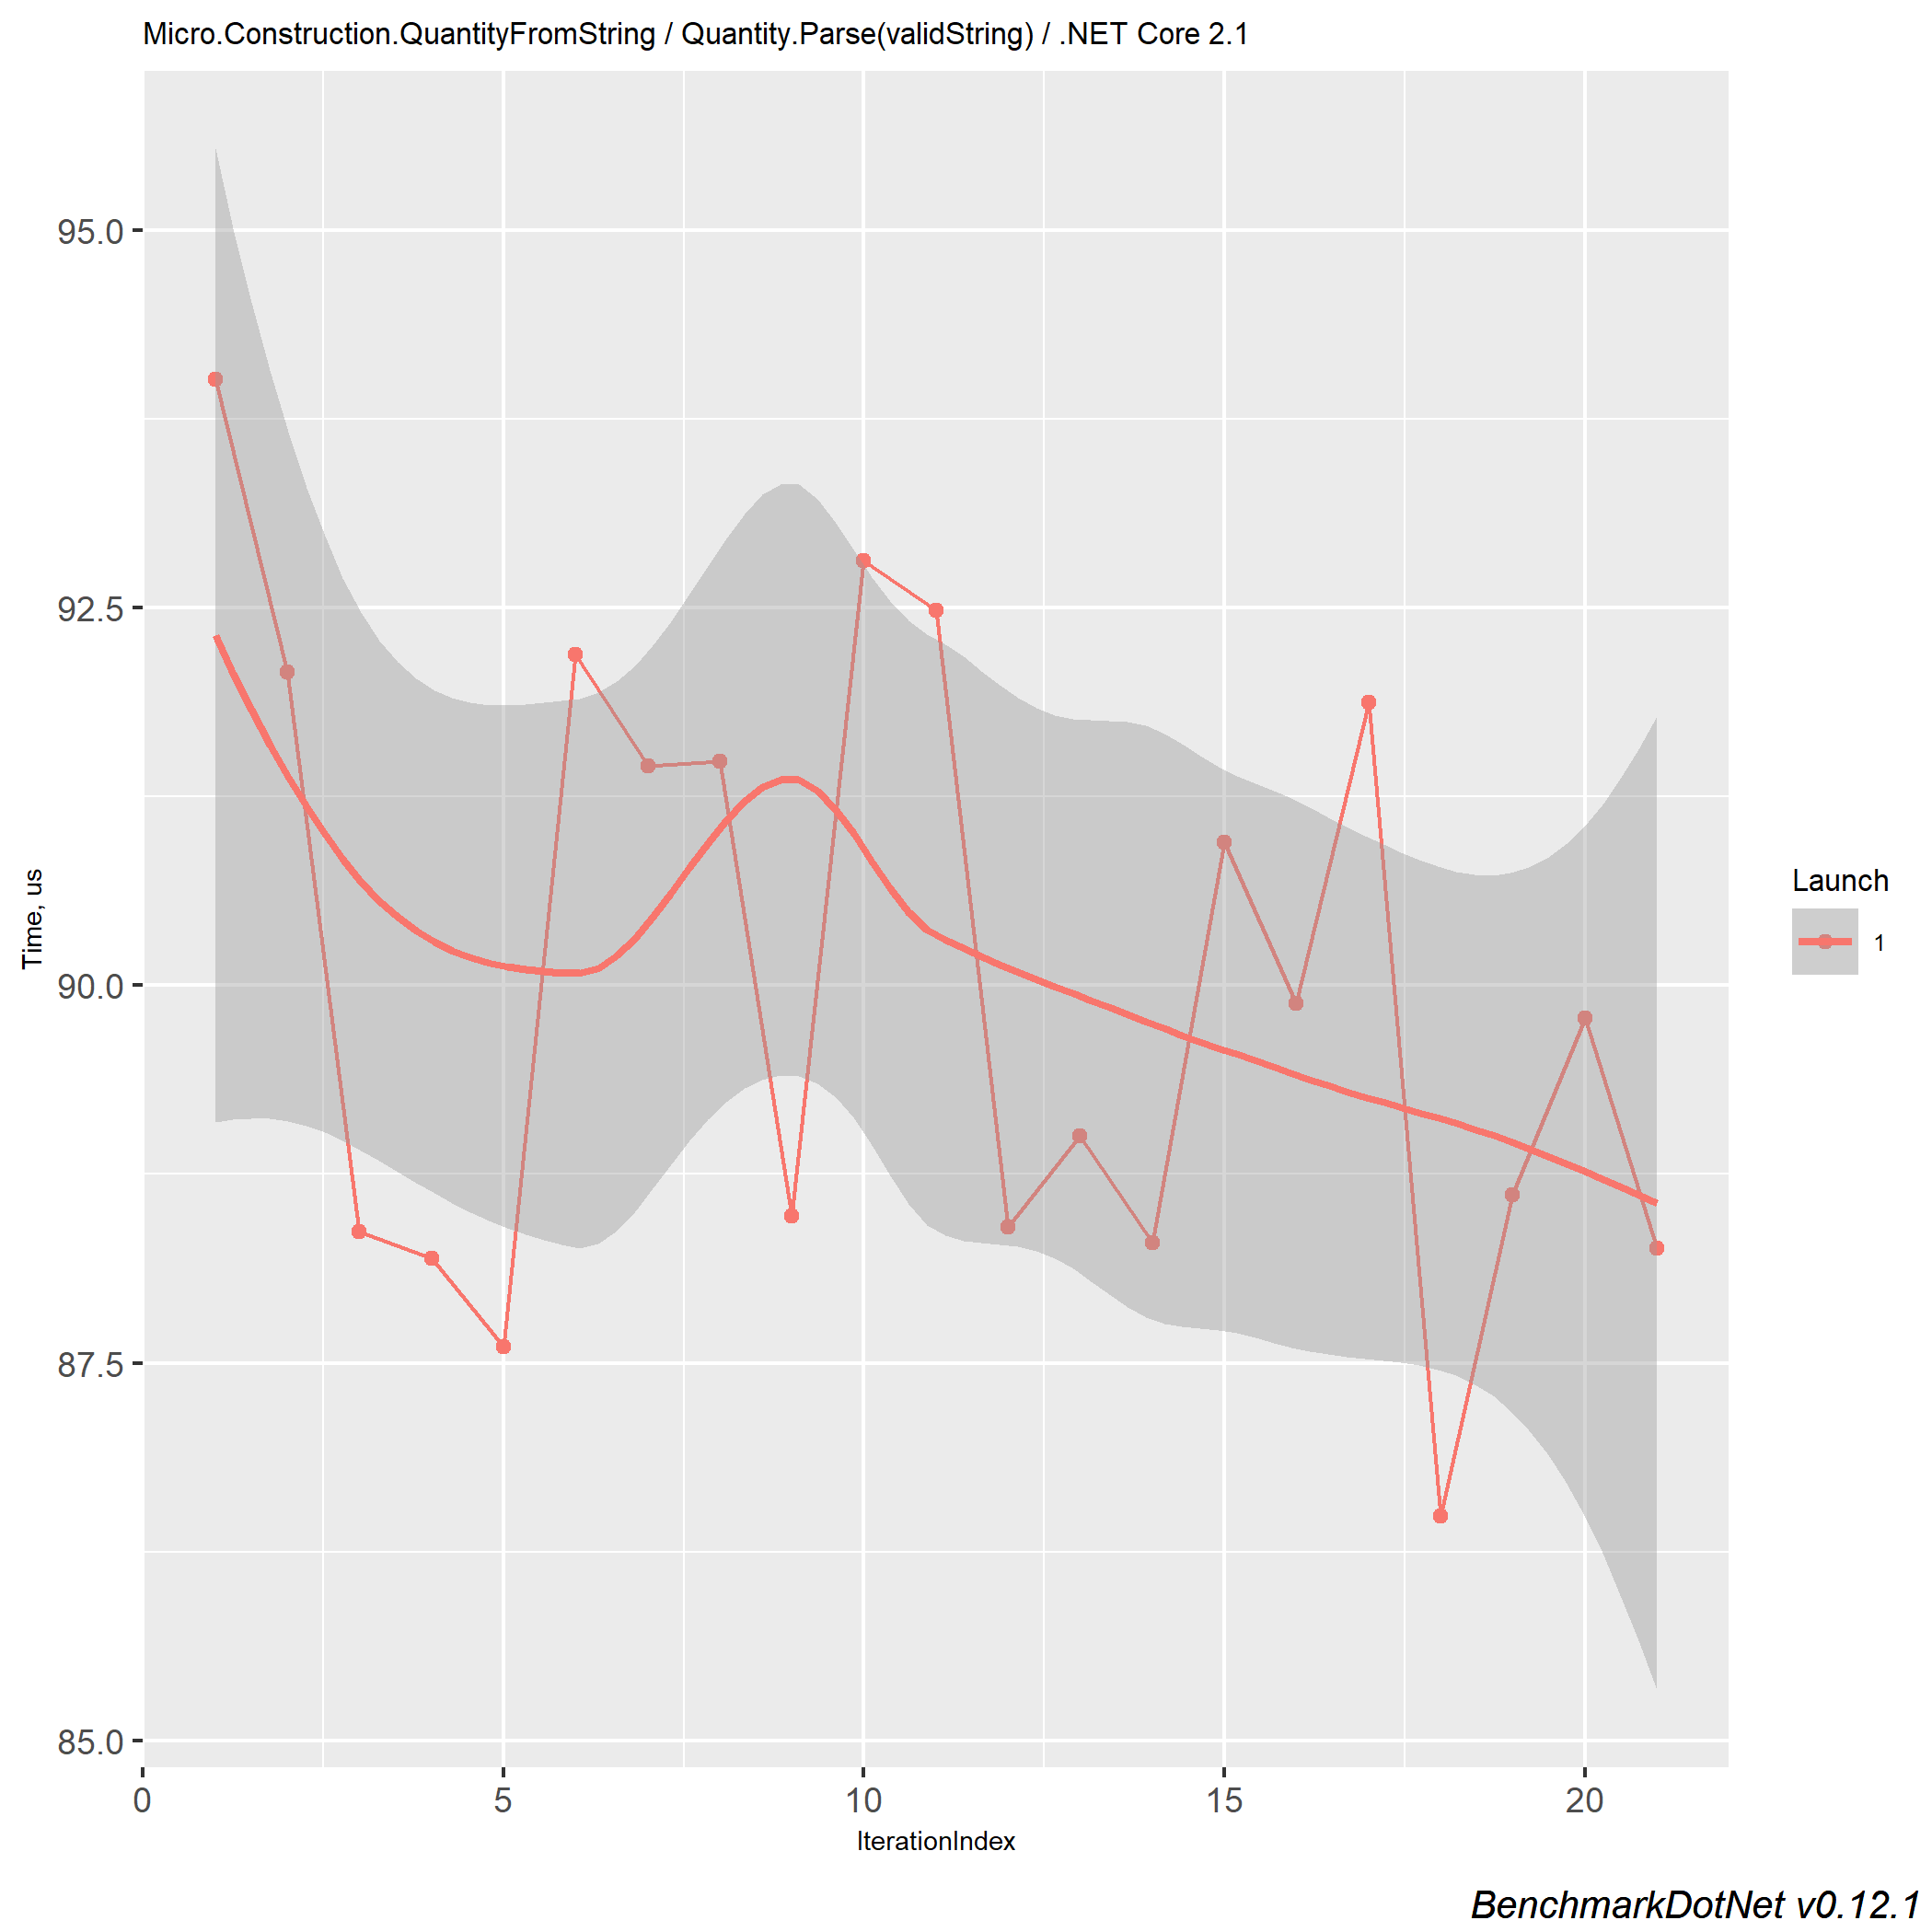 Micro.Construction.QuantityFromString / Quantity.Parse(validString) / .NET Core 2.1
95.0
92.5
90.0
87.5
85.0
Time, us
0 5 10 15 20
IterationIndex
Launch
1
BenchmarkDotNet v0.12.1